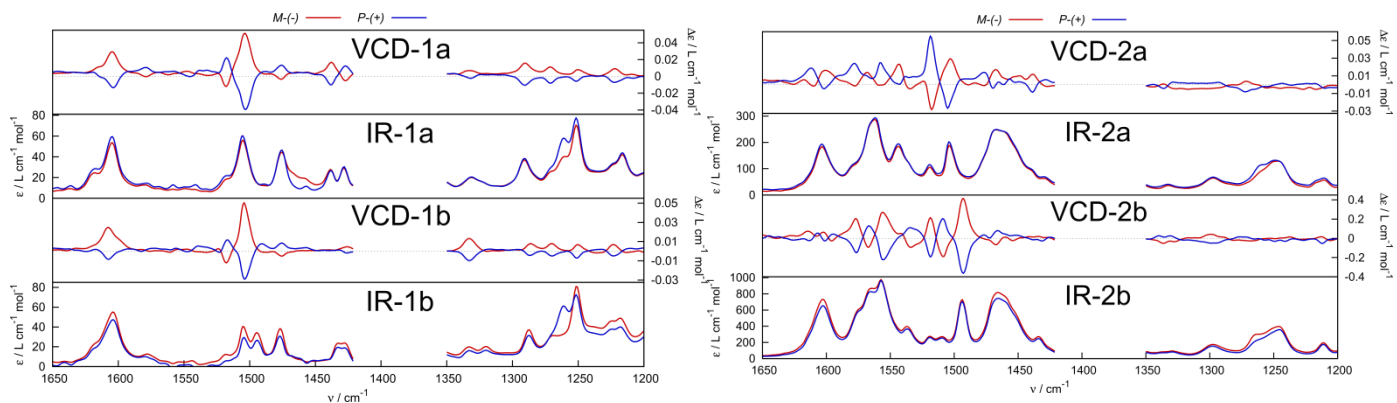 M-(-) P-(+)
VCD-1a
0.04
0.02
0.00
-0.02
-0.04
Δε / L cm⁻¹ mol⁻¹
IR-1a
80
60
40
20
0
ε / L cm⁻¹ mol⁻¹
VCD-1b
0.05
0.03
0.01
-0.01
-0.03
Δε / L cm⁻¹ mol⁻¹
IR-1b
80
60
40
20
0
ε / L cm⁻¹ mol⁻¹
1650 1600 1550 1500 1450 1400 1350 1300 1250 1200
ν / cm⁻¹
M-(-) P-(+)
VCD-2a
0.05
0.03
0.01
-0.01
-0.03
Δε / L cm⁻¹ mol⁻¹
IR-2a
300
200
100
0
ε / L cm⁻¹ mol⁻¹
VCD-2b
0.4
0.2
0
-0.2
-0.4
Δε / L cm⁻¹ mol⁻¹
IR-2b
1000
800
600
400
200
0
ε / L cm⁻¹ mol⁻¹
1650 1600 1550 1500 1450 1400 1350 1300 1250 1200
ν / cm⁻¹